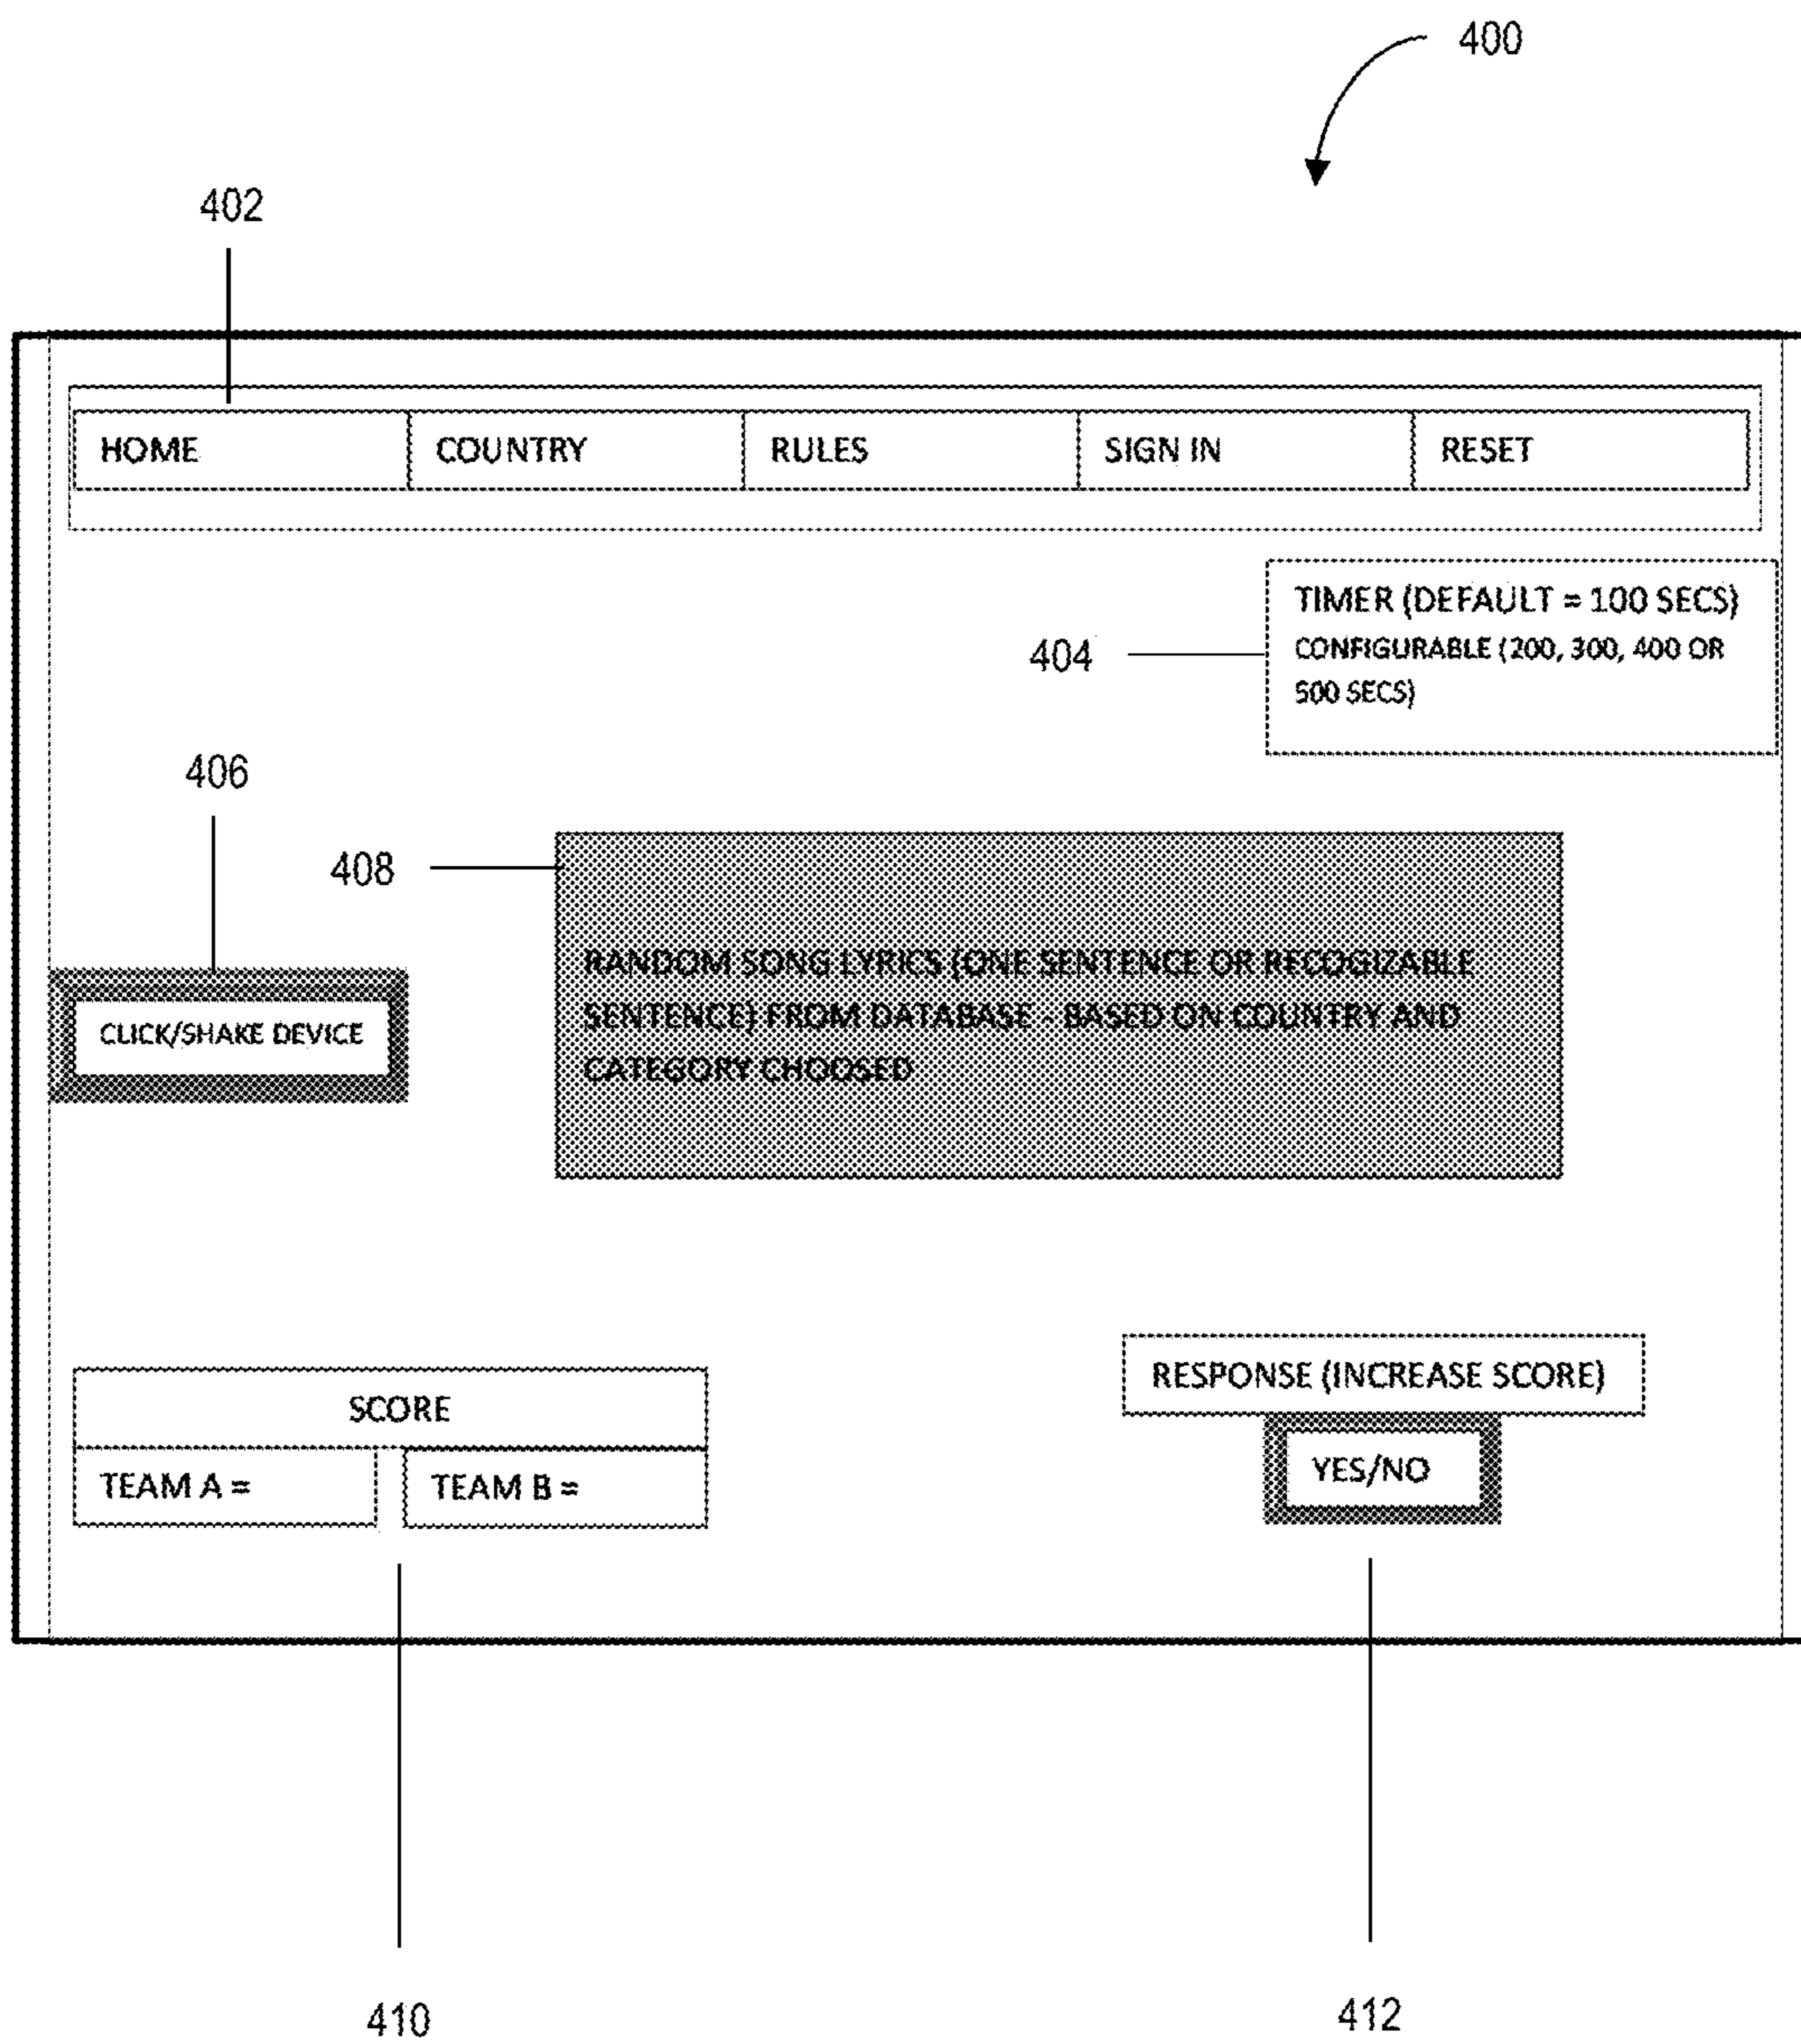 400
402
HOME COUNTRY RULES SIGN IN RESET
TIMER (DEFAULT = 100 SECS)
404 CONFIGURABLE (200, 300, 400 OR
500 SECS)
406
408
RANDOM SONG LYRICS (ONE SENTENCE OR RECOGIZABLE
SENTENCE) FROM DATABASE - BASED ON COUNTRY AND
CATEGORY CHOOSED
CLICK/SHAKE DEVICE
RESPONSE (INCREASE SCORE)
SCORE
YES/NO
TEAM A = TEAM B =
410 412